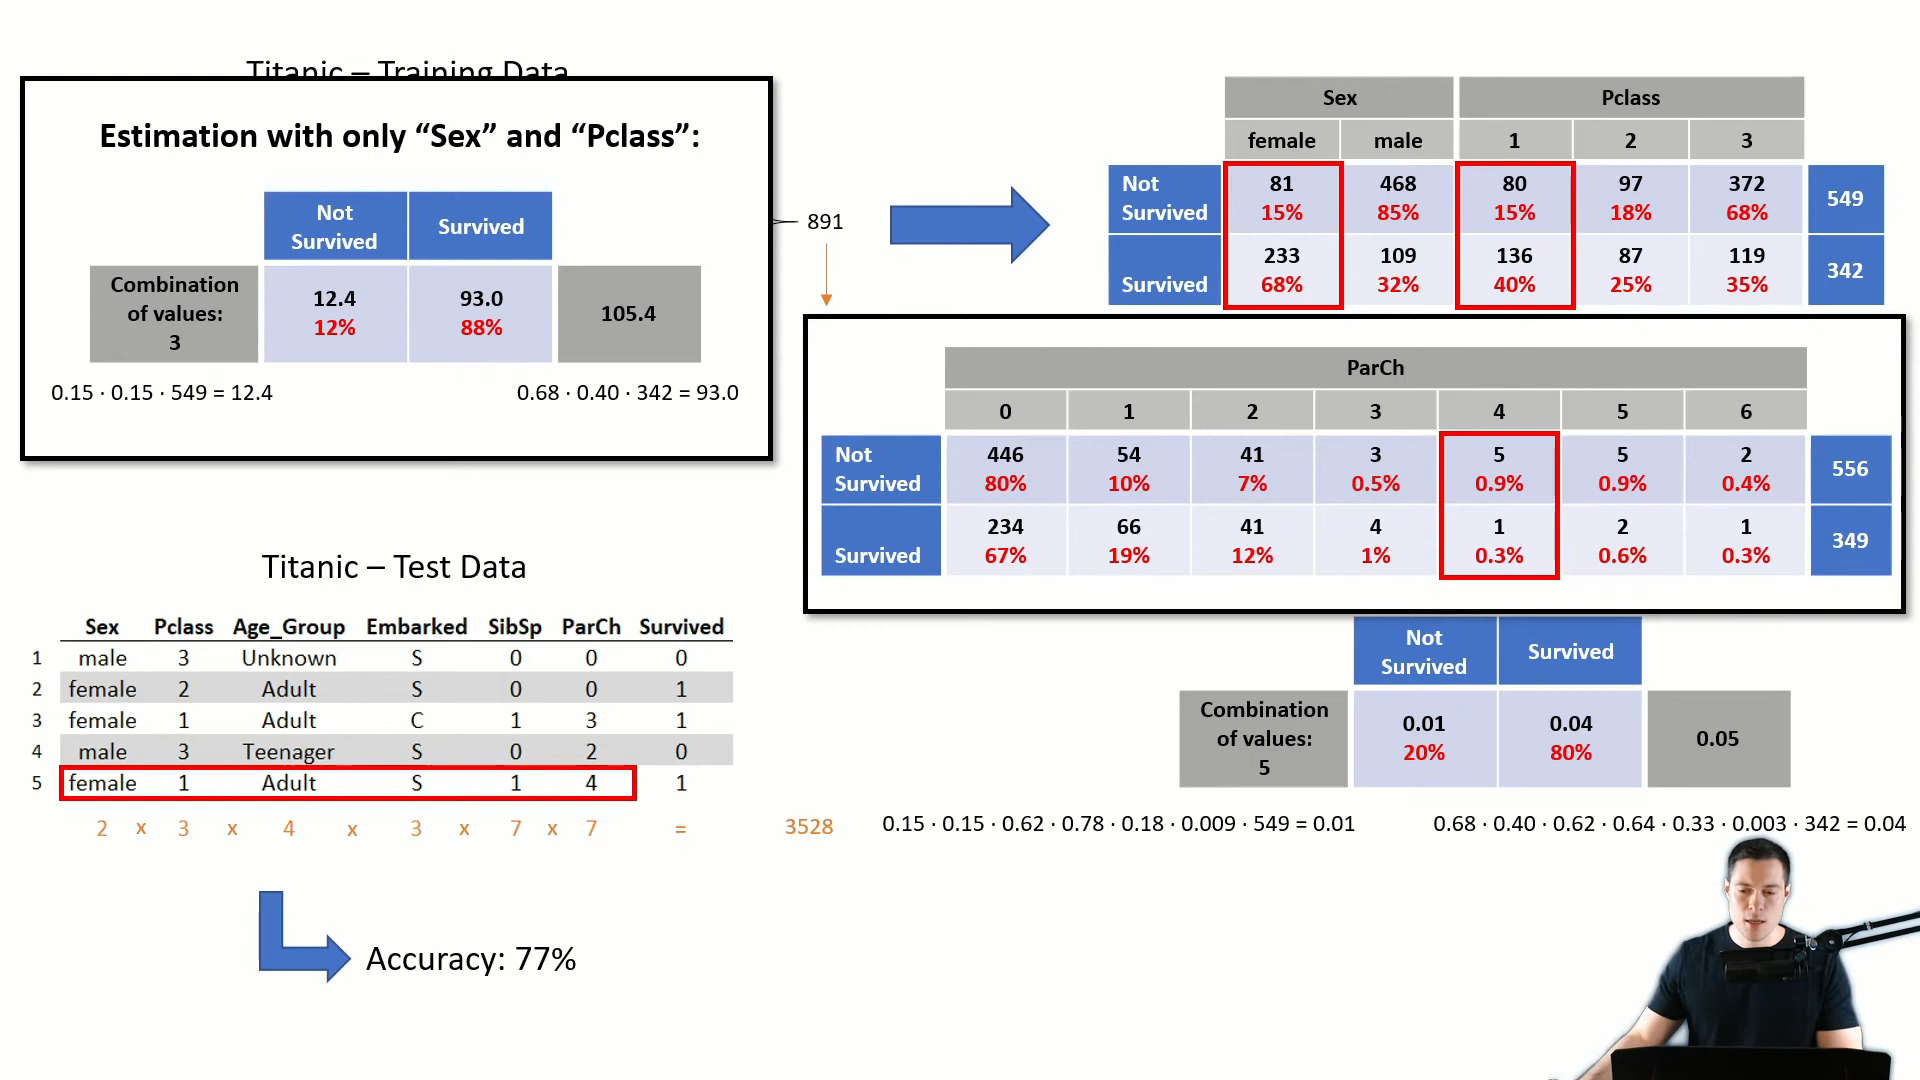 Titanic – Training Data
Estimation with only “Sex” and “Pclass”:
Not Survived
Survived
Combination of values: 3
12.4 12%
93.0 88%
105.4
0.15 · 0.15 · 549 = 12.4
0.68 · 0.40 · 342 = 93.0
891
Sex Pclass
female male 1 2 3
Not 81 468 80 97 372
Survived 15% 85% 15% 18% 68% 549
233 109 136 87 119
Survived 68% 32% 40% 25% 35% 342
ParCh
0 1 2 3 4 5 6
Not 446 54 41 3 5 5 2
Survived 80% 10% 7% 0.5% 0.9% 0.9% 0.4% 556
234 66 41 4 1 2 1
Survived 67% 19% 12% 1% 0.3% 0.6% 0.3% 349
Titanic – Test Data
Sex Pclass Age_Group Embarked SibSp ParCh Survived
1 male 3 Unknown S 0 0 0
2 female 2 Adult S 0 0 1
3 female 1 Adult C 1 3 1
4 male 3 Teenager S 0 2 0
5 female 1 Adult S 1 4 1
2 x 3 x 4 x 3 x 7 x 7 = 3528
Not Survived
Survived
Combination of values: 5
0.01 20%
0.04 80%
0.05
0.15 · 0.15 · 0.62 · 0.78 · 0.18 · 0.009 · 549 = 0.01
0.68 · 0.40 · 0.62 · 0.64 · 0.33 · 0.003 · 342 = 0.04
Accuracy: 77%